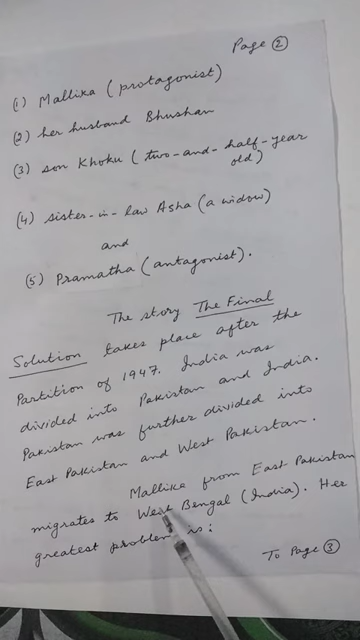 Page 2
(1) Mallika (protagonist)
(2) her husband Bhushan
(3) son Khoku (two-and-half-year
old)
(4) sister-in-law Asha (a widow)
and
(5) Pramatha (antagonist).
The story The Final
Solution takes place after the
Partition of 1947. India was
divided into Pakistan and India.
Pakistan was further divided into
East Pakistan and West Pakistan.
Mallika from East Pakistan
migrates to West Bengal (India). Her
greatest problem is:
To Page 3